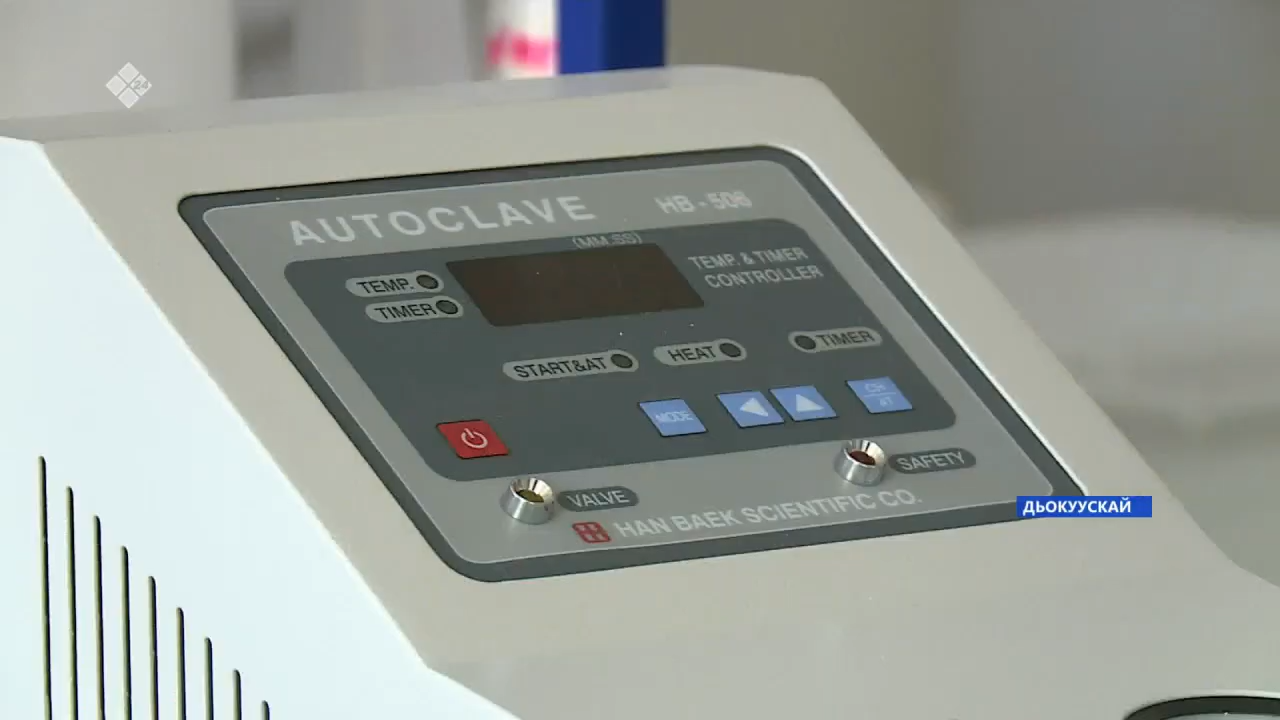 24
AUTOCLAVE
HB - 506
(MM.SS)
TEMP.
TEMP. & TIMER
CONTROLLER
TIMER
START&AT
HEAT
TIMER
MODE
CH
AT
VALVE
SAFETY
HAN BAEK SCIENTIFIC CO.
ДЬОКУУСКАЙ